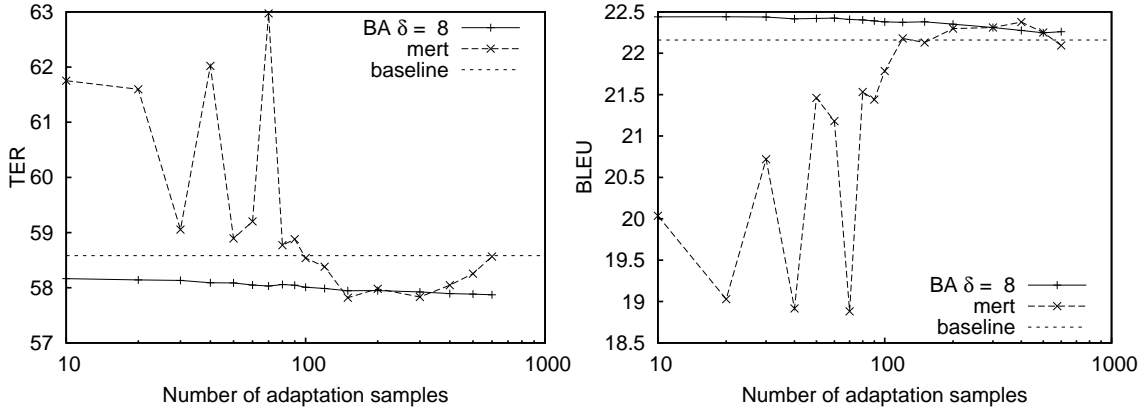 TER
63
62
61
60
59
58
57
10
100
1000
Number of adaptation samples
BA δ = 8
mert
baseline
BLEU
22.5
22
21.5
21
20.5
20
19.5
19
18.5
10
100
1000
Number of adaptation samples
BA δ = 8
mert
baseline